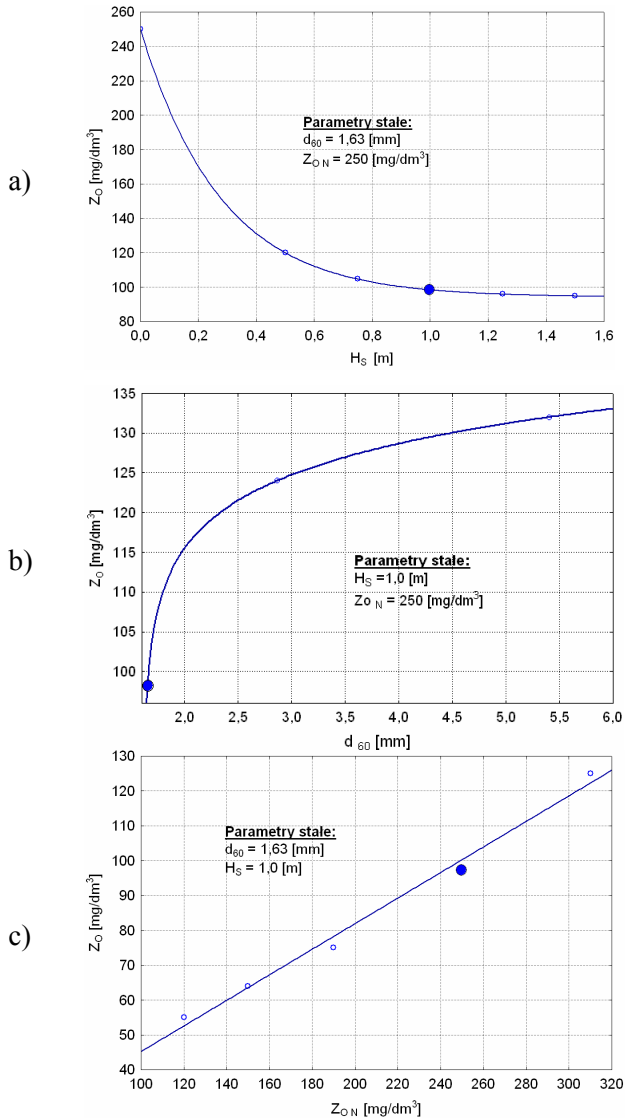 a)
260
240
220
200
180
160
140
120
100
80
Z_O [mg/dm³]
Parametry stałe:
d₆₀ = 1,63 [mm]
Z_{O N} = 250 [mg/dm³]
0,0 0,2 0,4 0,6 0,8 1,0 1,2 1,4 1,6
H_S [m]
b)
135
130
125
120
115
110
105
100
Z_O [mg/dm³]
Parametry stałe:
H_S =1,0 [m]
Zo_N = 250 [mg/dm³]
2,0 2,5 3,0 3,5 4,0 4,5 5,0 5,5 6,0
d ₆₀ [mm]
c)
130
120
110
100
90
80
70
60
50
40
Z_O [mg/dm³]
Parametry stałe:
d₆₀ = 1,63 [mm]
H_S = 1,0 [m]
100 120 140 160 180 200 220 240 260 280 300 320
Z_{O N} [mg/dm³]